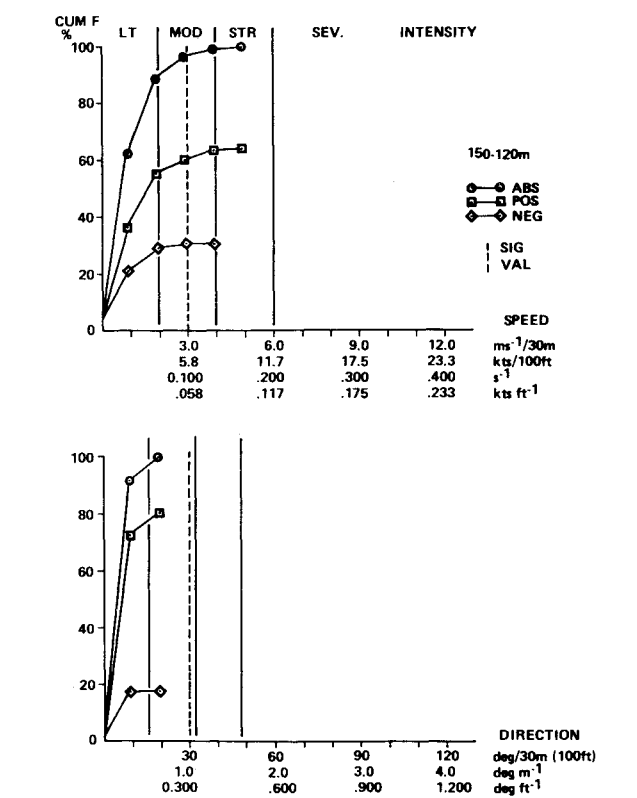 CUM F
%
LT MOD STR SEV. INTENSITY
100
80
60
40
20
0
150-120m
ABS
POS
NEG
SIG
VAL
SPEED
3.0 6.0 9.0 12.0 ms-1/30m
5.8 11.7 17.5 23.3 kts/100ft
0.100 .200 .300 .400 s-1
.058 .117 .175 .233 kts ft-1
100
80
60
40
20
0
DIRECTION
30 60 90 120 deg/30m (100ft)
1.0 2.0 3.0 4.0 deg m-1
0.300 .600 .900 1.200 deg ft-1